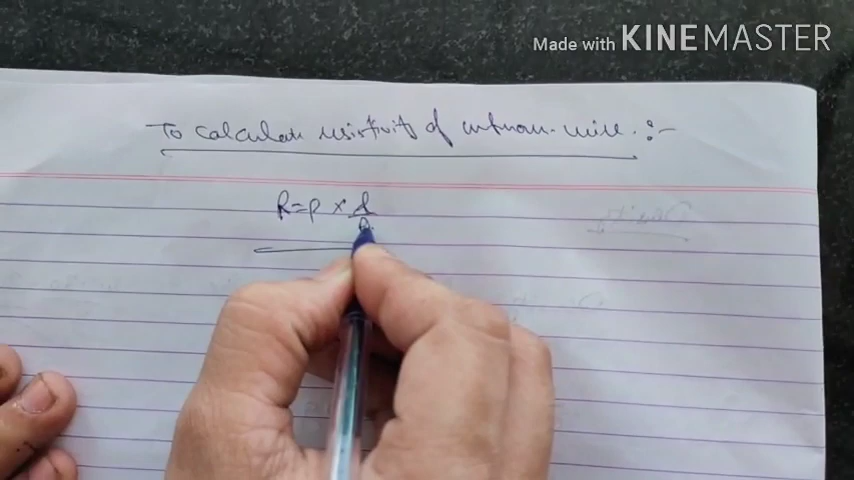 Made with KINEMASTER
To calculate resistivity of unknown wire :-
R = ρ × l
A